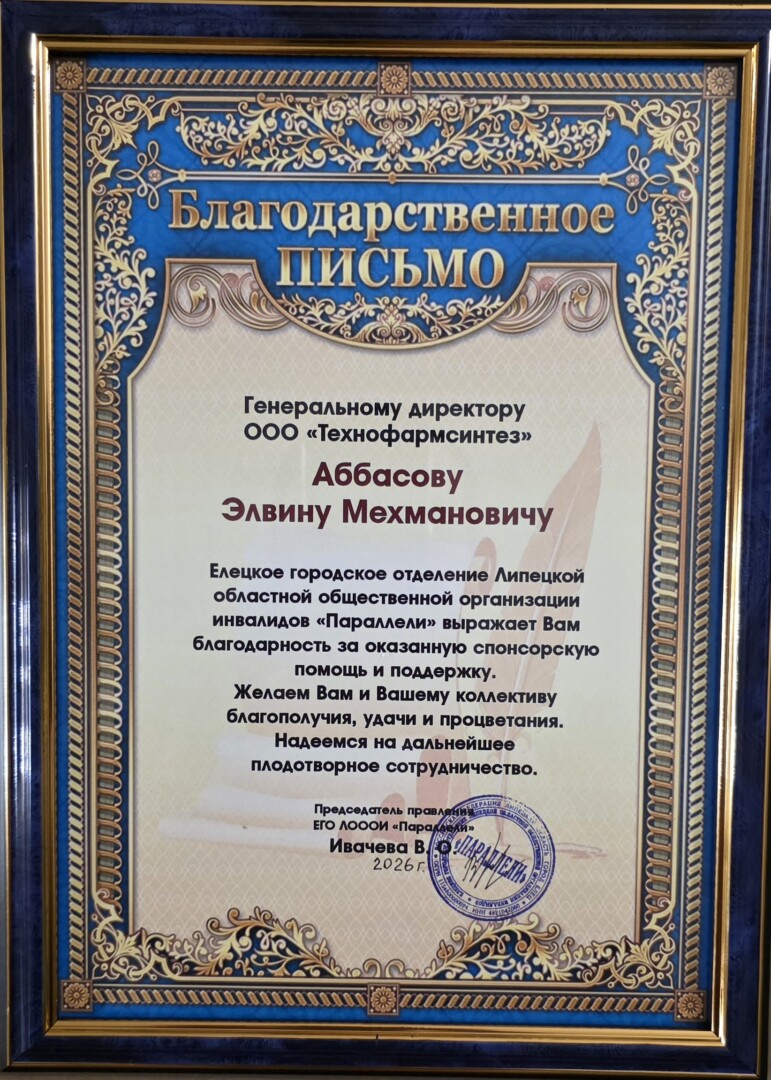 Благодарственное
ПИСЬМО
Генеральному директору
ООО «Технофармсинтез»
Аббасову
Элвину Мехмановичу
Елецкое городское отделение Липецкой
областной общественной организации
инвалидов «Параллели» выражает Вам
благодарность за оказанную спонсорскую
помощь и поддержку.
Желаем Вам и Вашему коллективу
благополучия, удачи и процветания.
Надеемся на дальнейшее
плодотворное сотрудничество.
Председатель правления
ЕГО ЛОООИ «Параллели»
Ивачева В. О.
2026 г.
«ПАРАЛЛЕЛИ»